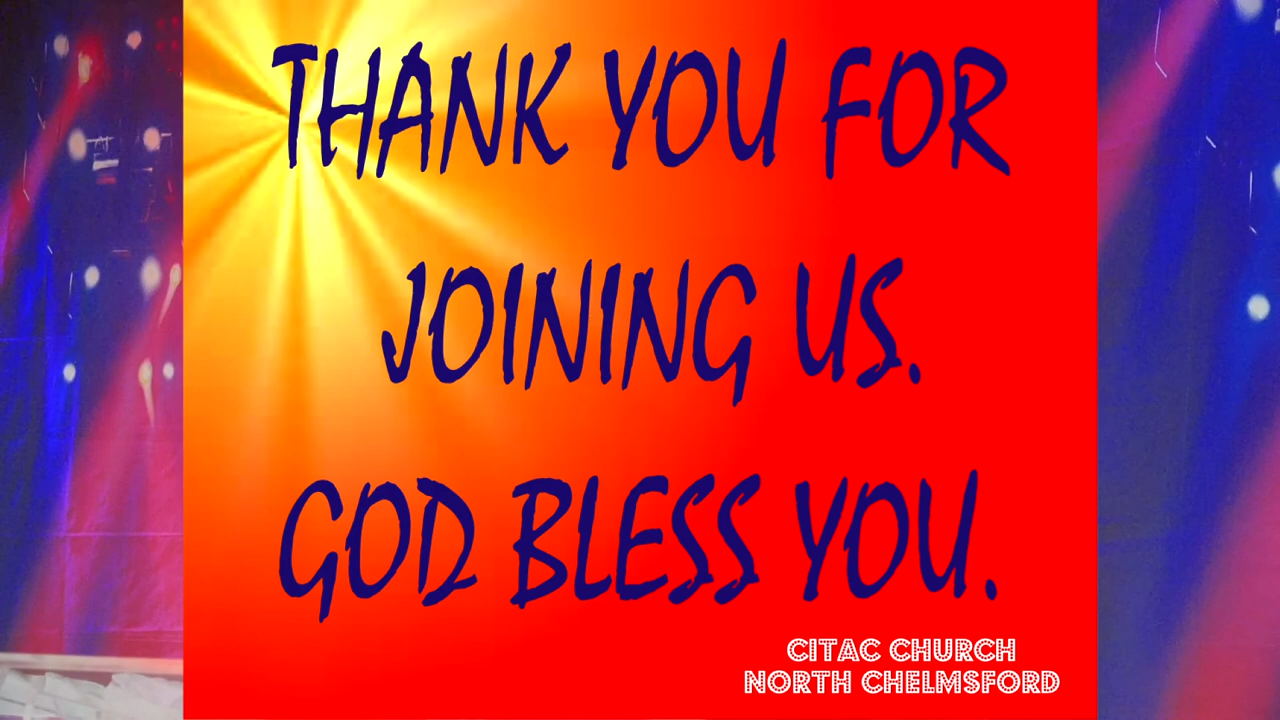 THANK YOU FOR
JOINING US.
GOD BLESS YOU.
CITAC CHURCH
NORTH CHELMSFORD